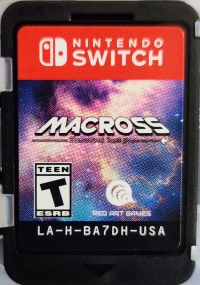 NINTENDO
SWITCH
MACROSS
TEEN
T
ESRB
RED ART GAMES
LA-H-BA7DH-USA